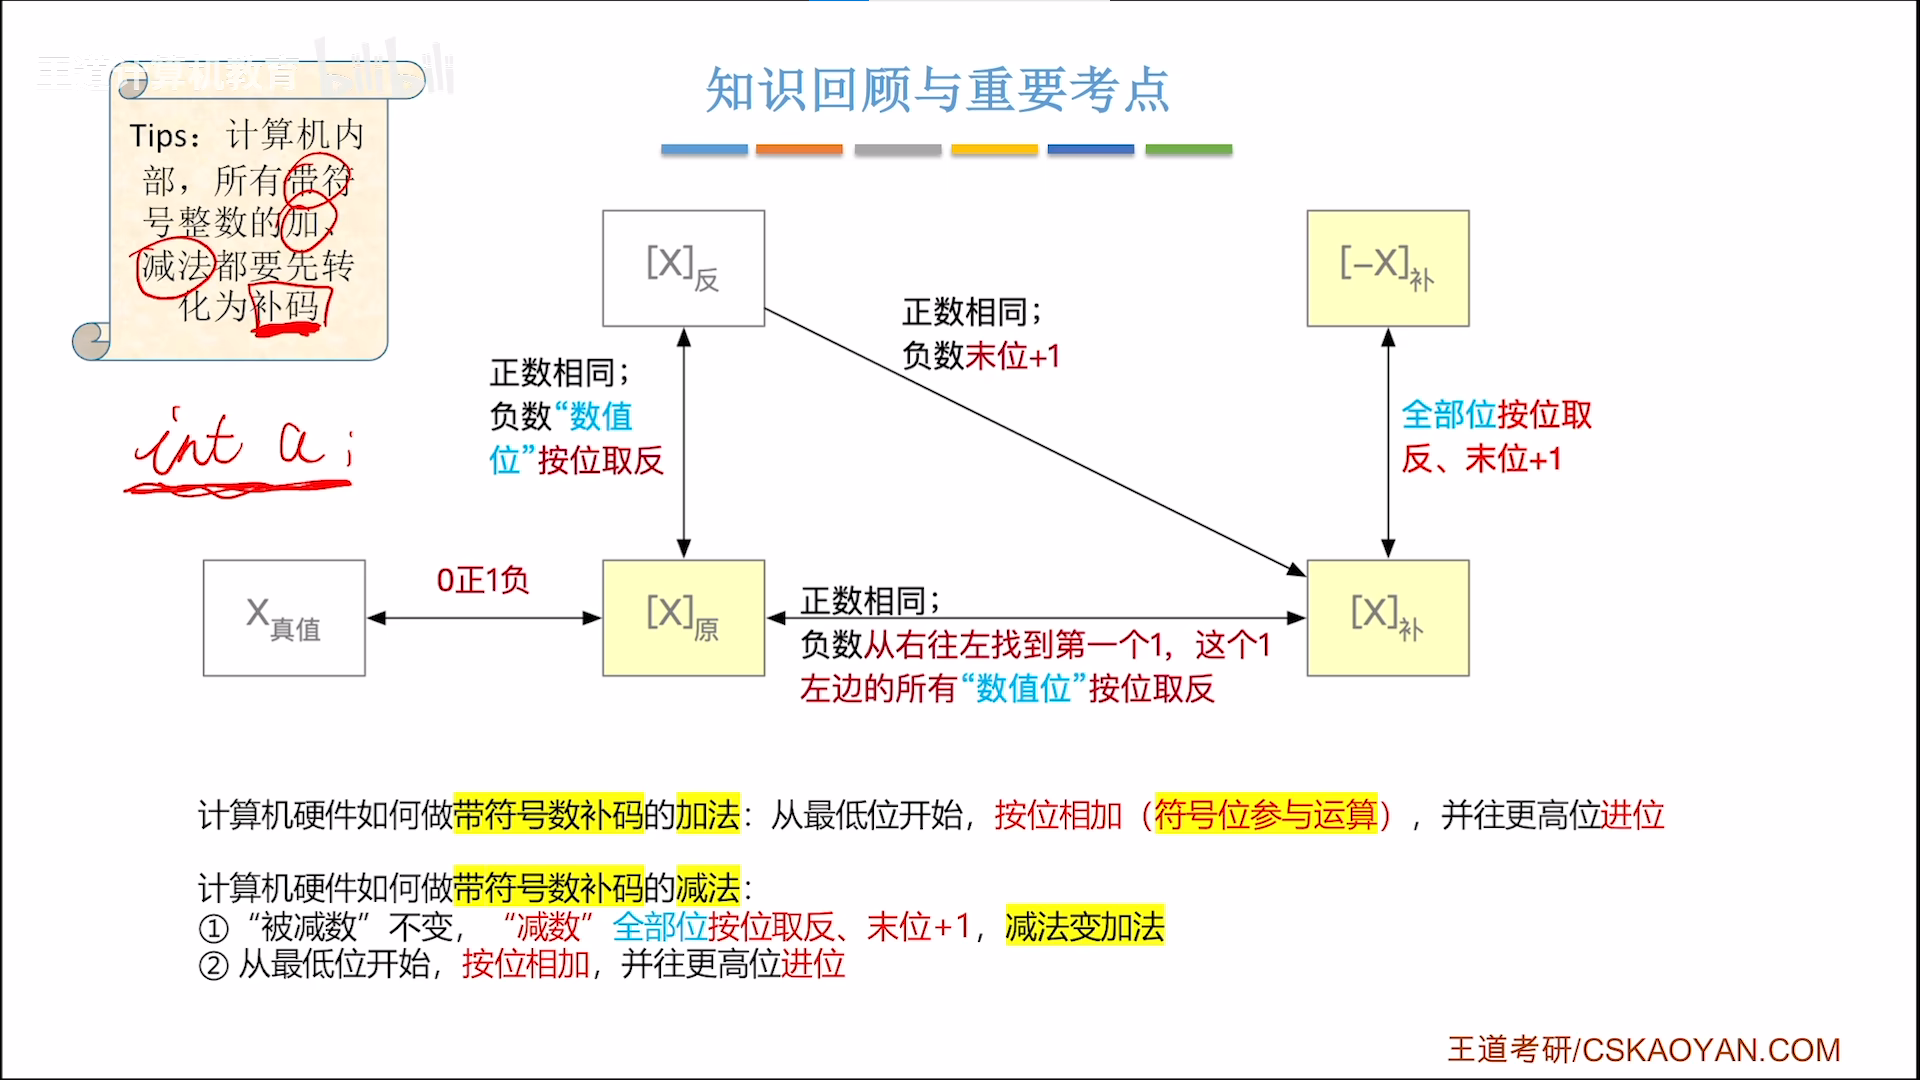 王道计算机教育 bilibili
知识回顾与重要考点
Tips：计算机内
部，所有带符
号整数的加、
减法都要先转
化为补码
int a;
[X]反
[-X]补
正数相同；
负数末位+1
正数相同；
负数“数值
位”按位取反
全部位按位取
反、末位+1
X真值
0正1负
[X]原
正数相同；
负数从右往左找到第一个1，这个1
左边的所有“数值位”按位取反
[X]补
计算机硬件如何做带符号数补码的加法：从最低位开始，按位相加（符号位参与运算），并往更高位进位
计算机硬件如何做带符号数补码的减法：
①“被减数”不变，“减数”全部位按位取反、末位+1，减法变加法
② 从最低位开始，按位相加，并往更高位进位
王道考研/CSKAOYAN.COM